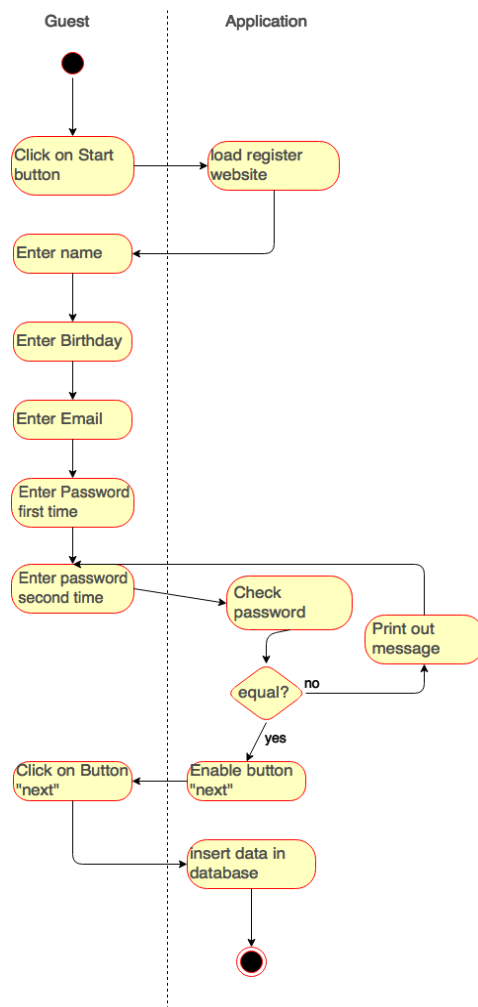 Guest
Application
Click on Start
button
load register
website
Enter name
Enter Birthday
Enter Email
Enter Password
first time
Enter password
second time
Check
password
Print out
message
equal?
no
yes
Click on Button
"next"
Enable button
"next"
insert data in
database